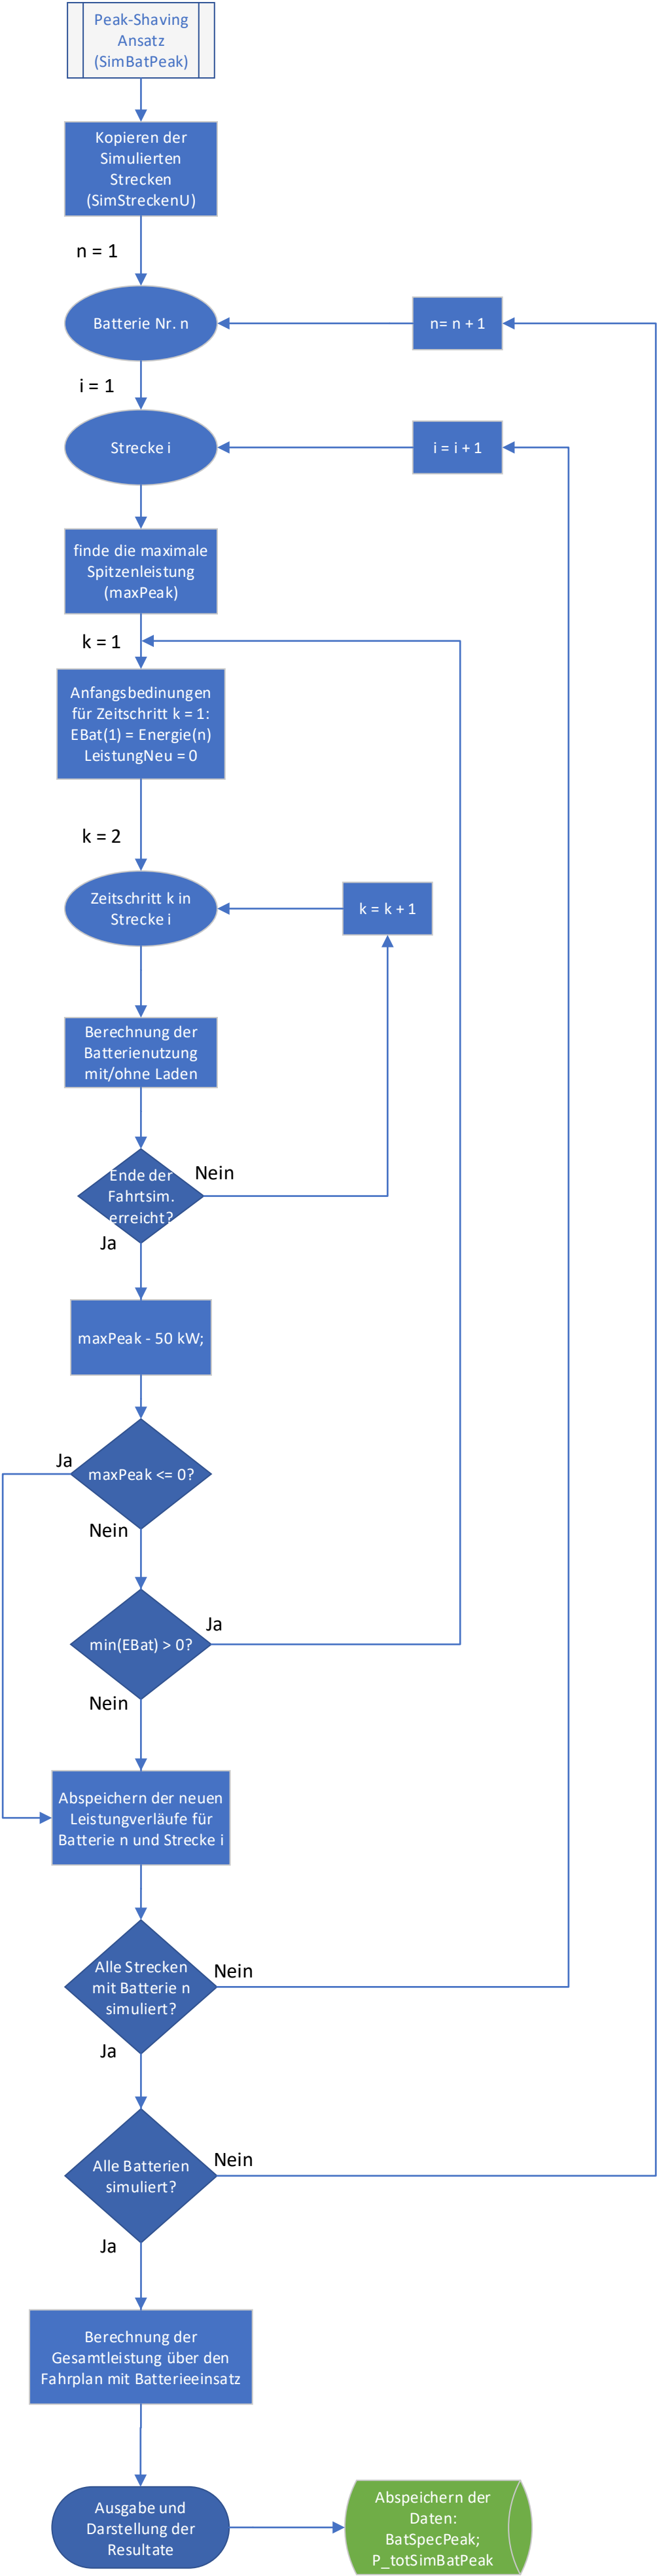 Peak-Shaving
Ansatz
(SimBatPeak)
Kopieren der
Simulierten
Strecken
(SimStreckenU)
n = 1
Batterie Nr. n
n= n + 1
i = 1
Strecke i
i = i + 1
finde die maximale
Spitzenleistung
(maxPeak)
k = 1
Anfangsbedinungen
für Zeitschritt k = 1:
EBat(1) = Energie(n)
LeistungNeu = 0
k = 2
Zeitschritt k in
Strecke i
k = k + 1
Berechnung der
Batterienutzung
mit/ohne Laden
Ende der
Fahrtsim.
erreicht?
Nein
Ja
maxPeak - 50 kW;
Ja
maxPeak <= 0?
Nein
Ja
min(EBat) > 0?
Nein
Abspeichern der neuen
Leistungverläufe für
Batterie n und Strecke i
Alle Strecken
mit Batterie n
simuliert?
Nein
Ja
Alle Batterien
simuliert?
Nein
Ja
Berechnung der
Gesamtleistung über den
Fahrplan mit Batterieeinsatz
Ausgabe und
Darstellung der
Resultate
Abspeichern der
Daten:
BatSpecPeak;
P_totSimBatPeak